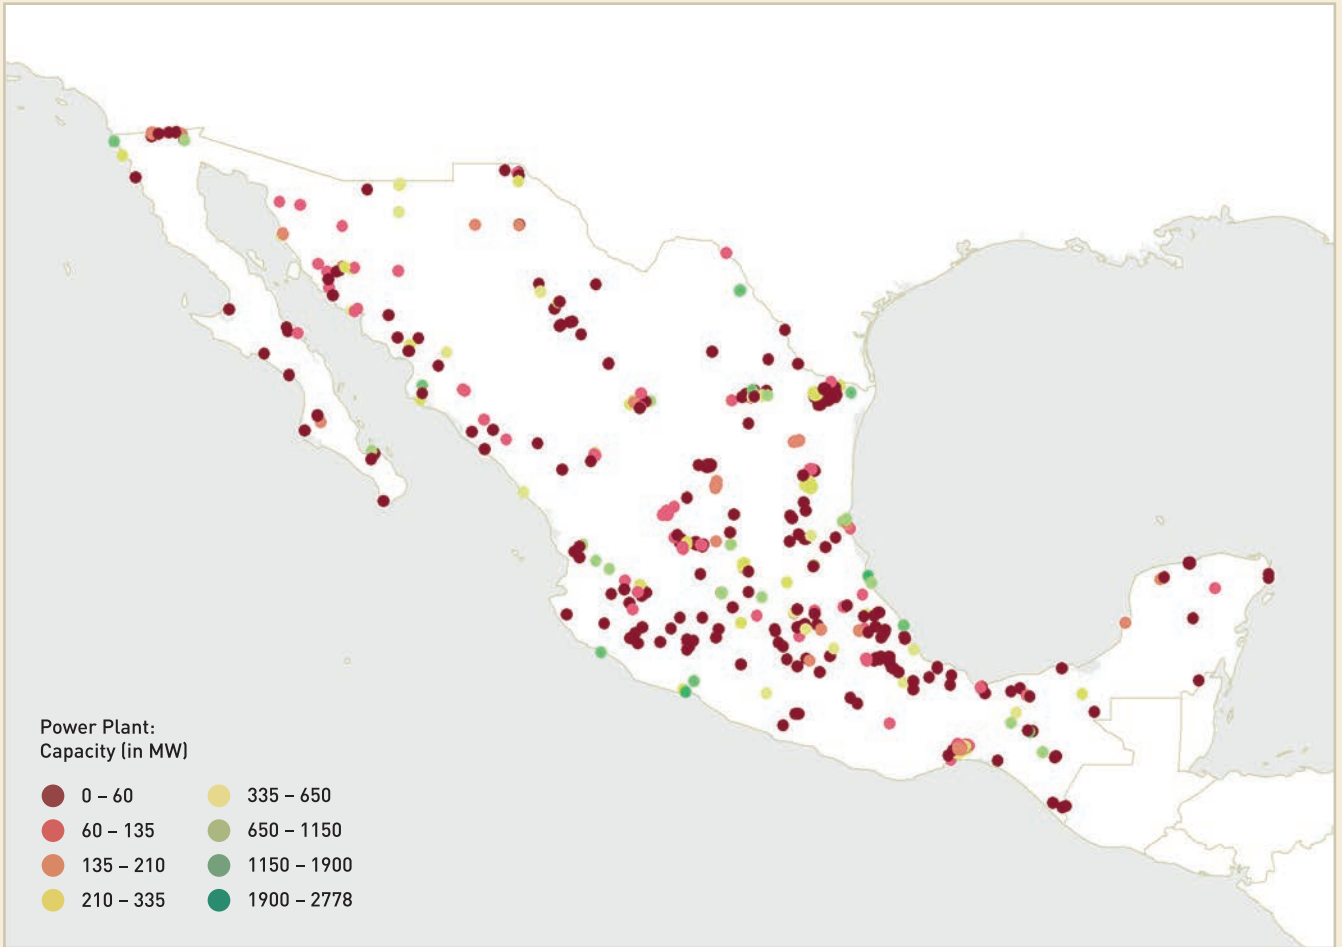 Power Plant:
Capacity (in MW)
0 – 60
60 – 135
135 – 210
210 – 335
335 – 650
650 – 1150
1150 – 1900
1900 – 2778